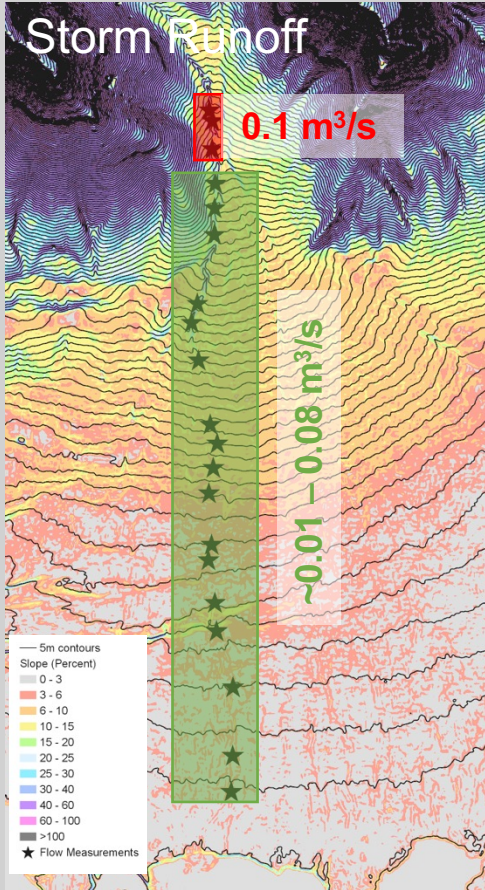 Storm Runoff
0.1 m³/s
~0.01 – 0.08 m³/s
5m contours
Slope (Percent)
0 - 3
3 - 6
6 - 10
10 - 15
15 - 20
20 - 25
25 - 30
30 - 40
40 - 60
60 - 100
>100
Flow Measurements